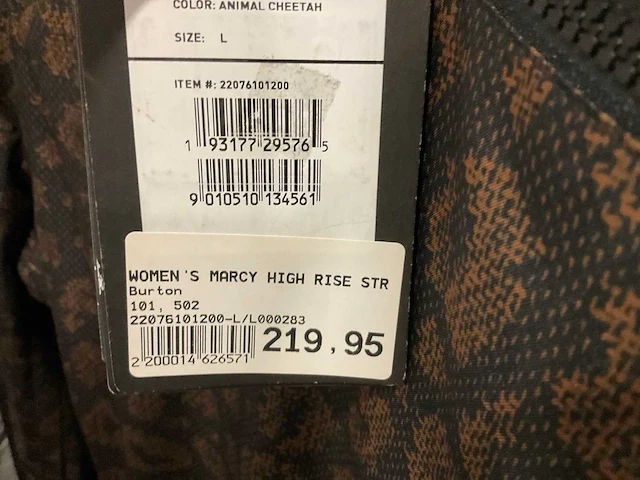 COLOR: ANIMAL CHEETAH
SIZE: L
ITEM #: 22076101200
1 93177 29576 5
9 010510 134561
WOMEN'S MARCY HIGH RISE STR
Burton
101, 502
22076101200-L/L000283
219,95
2 200014 626571